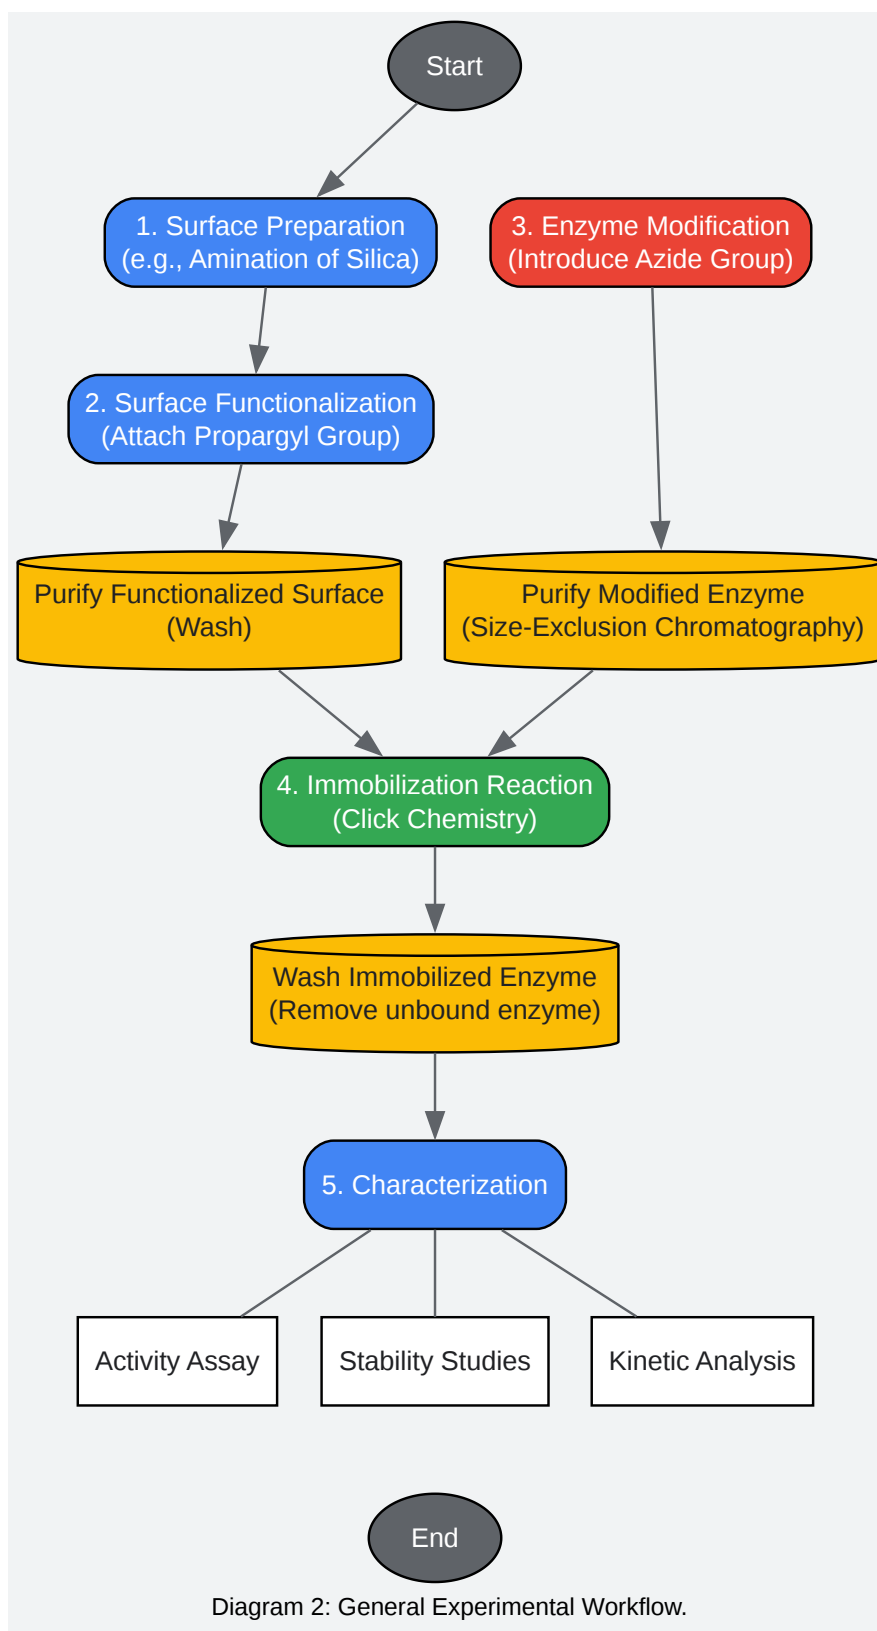 Start
1. Surface Preparation
(e.g., Amination of Silica)
3. Enzyme Modification
(Introduce Azide Group)
2. Surface Functionalization
(Attach Propargyl Group)
Purify Functionalized Surface
(Wash)
Purify Modified Enzyme
(Size-Exclusion Chromatography)
4. Immobilization Reaction
(Click Chemistry)
Wash Immobilized Enzyme
(Remove unbound enzyme)
5. Characterization
Activity Assay
Stability Studies
Kinetic Analysis
End
Diagram 2: General Experimental Workflow.